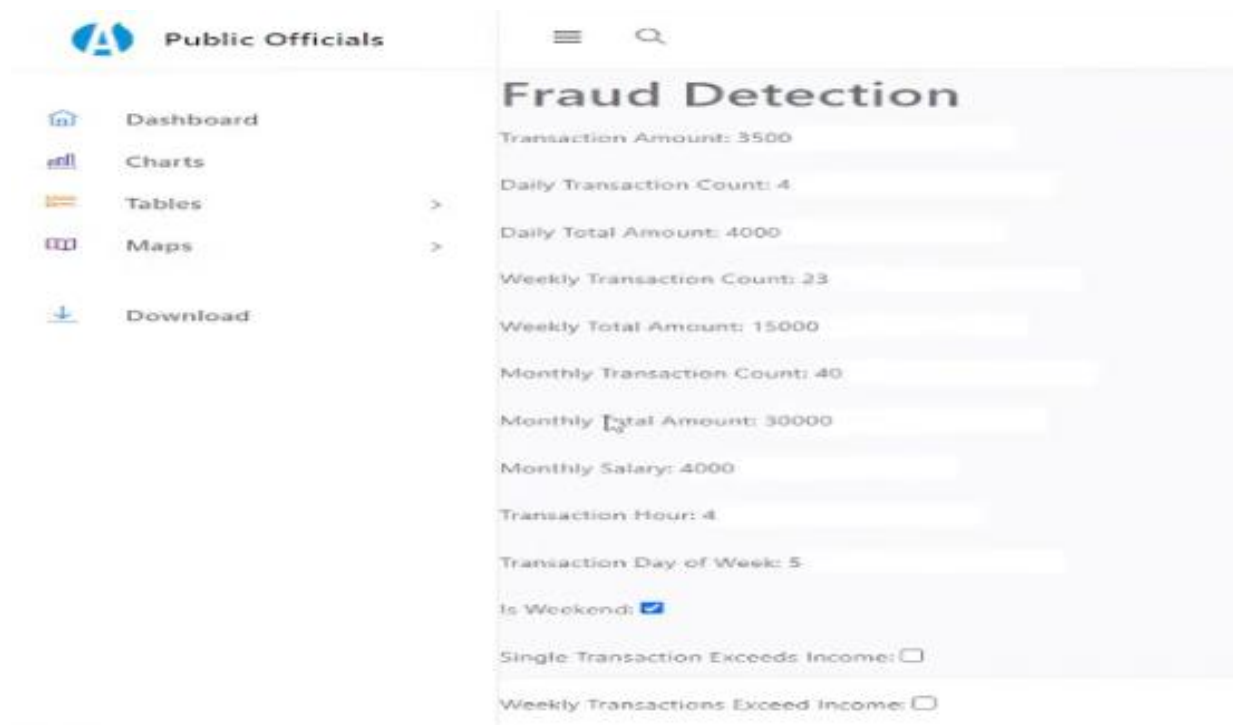 Public Officials
Dashboard
Charts
Tables
Maps
Download
Fraud Detection
Transaction Amount: 3500
Daily Transaction Count: 4
Daily Total Amount: 4000
Weekly Transaction Count: 23
Weekly Total Amount: 15000
Monthly Transaction Count: 40
Monthly Total Amount: 30000
Monthly Salary: 4000
Transaction Hour: 4
Transaction Day of Week: 5
Is Weekend:
Single Transaction Exceeds Income:
Weekly Transactions Exceed Income: